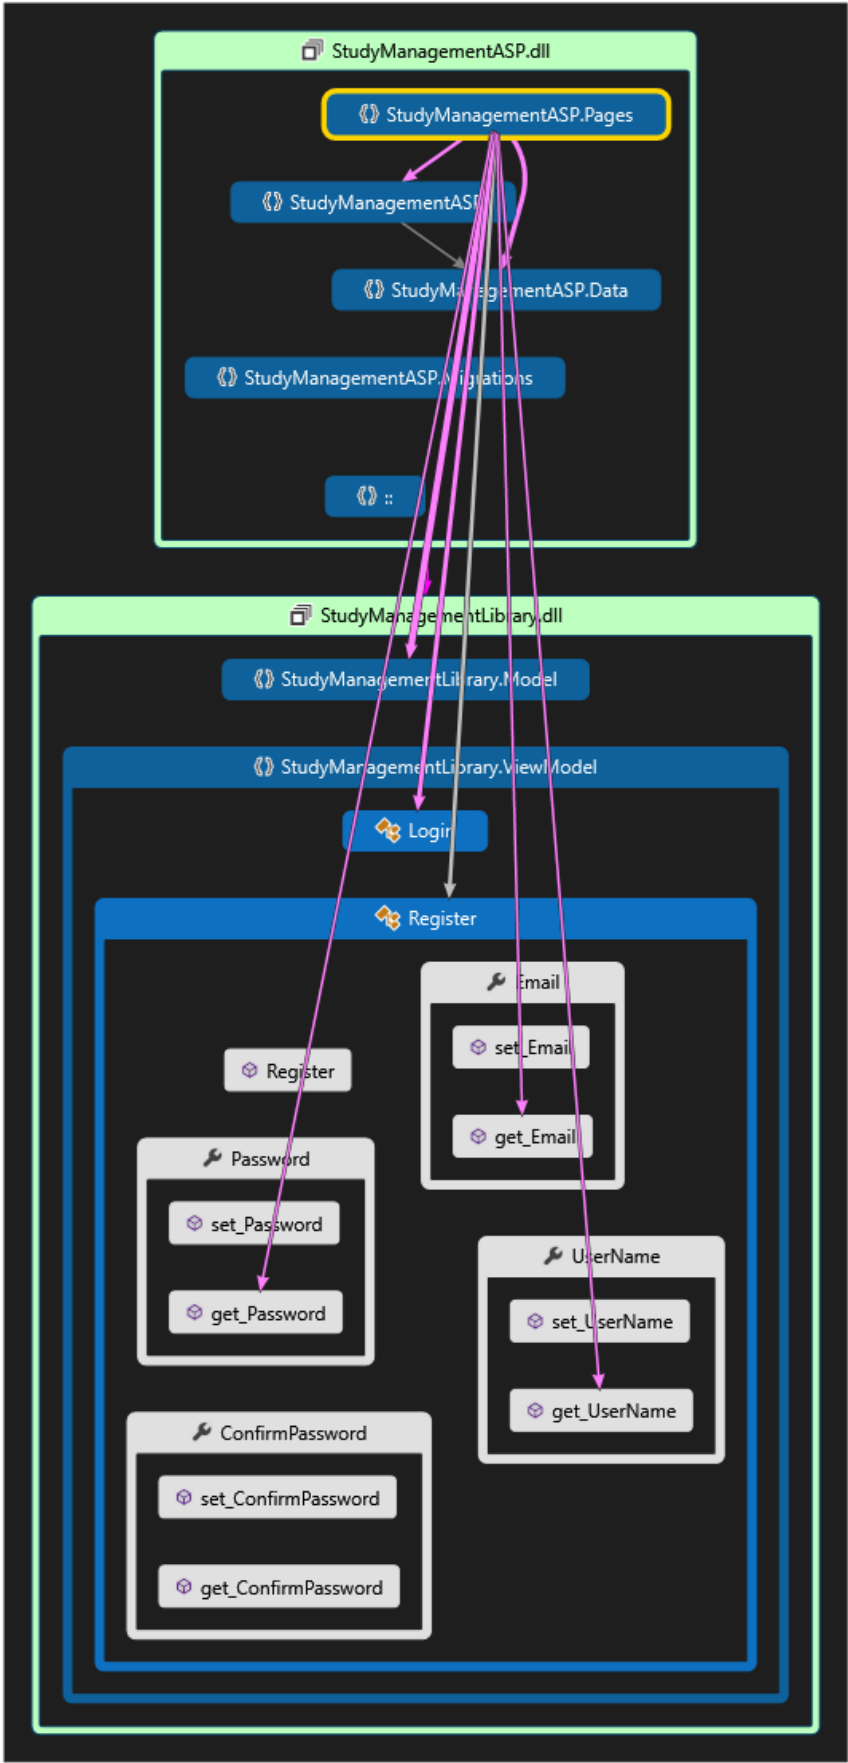 StudyManagementASP.dll
StudyManagementASP.Pages
StudyManagementASP
StudyManagementASP.Data
StudyManagementASP.Migrations
::
StudyManagementLibrary.dll
StudyManagementLibrary.Model
StudyManagementLibrary.ViewModel
Login
Register
Email
set_Email
get_Email
Register
Password
set_Password
get_Password
UserName
set_UserName
get_UserName
ConfirmPassword
set_ConfirmPassword
get_ConfirmPassword